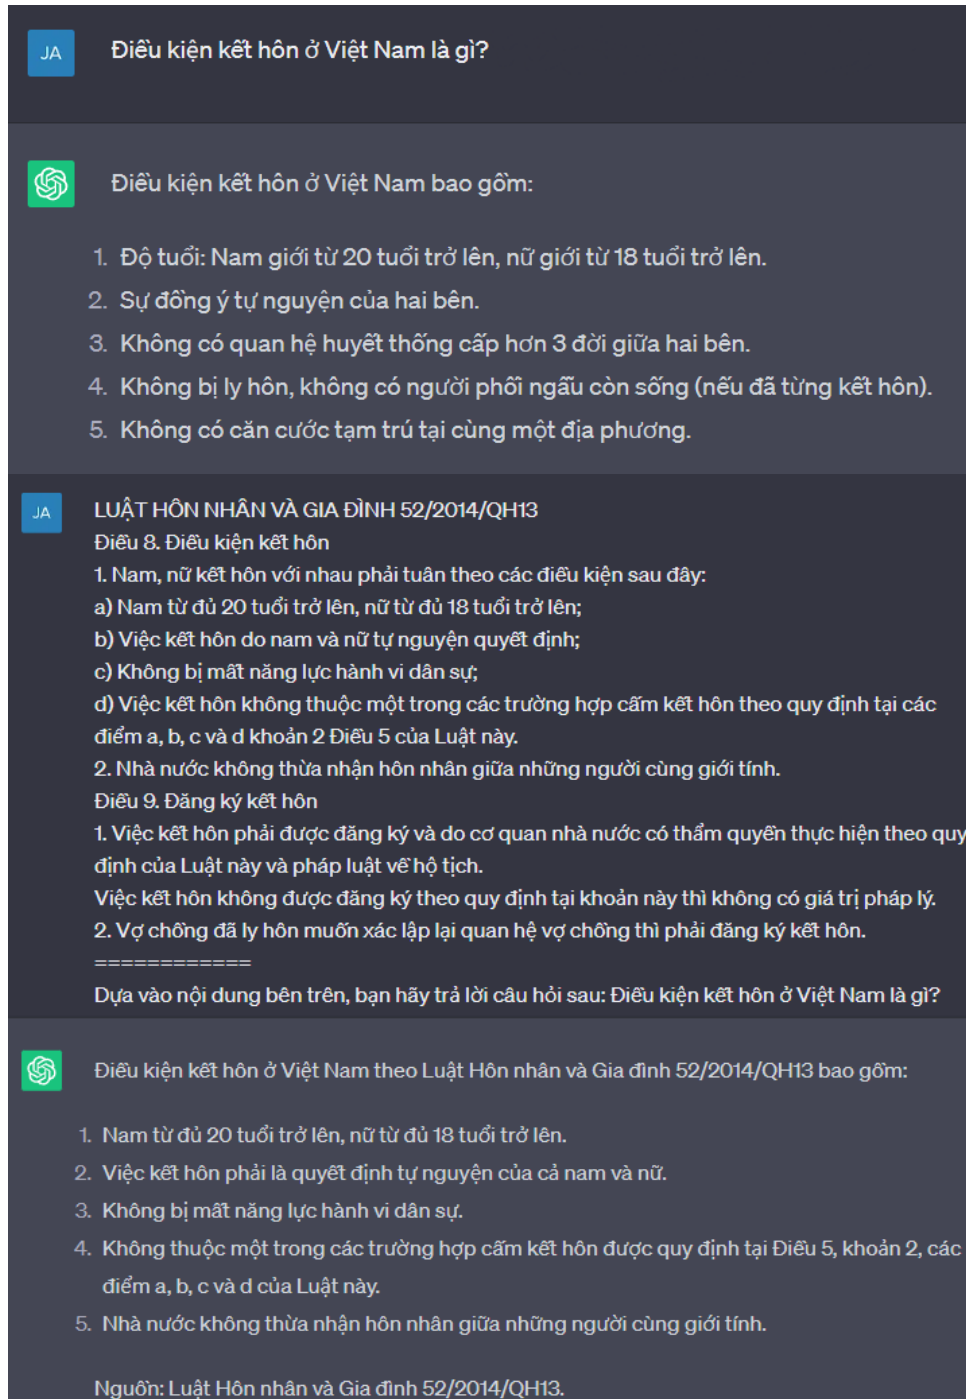 JA
Điều kiện kết hôn ở Việt Nam là gì?
Điều kiện kết hôn ở Việt Nam bao gồm:
1. Độ tuổi: Nam giới từ 20 tuổi trở lên, nữ giới từ 18 tuổi trở lên.
2. Sự đồng ý tự nguyện của hai bên.
3. Không có quan hệ huyết thống cấp hơn 3 đời giữa hai bên.
4. Không bị ly hôn, không có người phối ngẫu còn sống (nếu đã từng kết hôn).
5. Không có căn cước tạm trú tại cùng một địa phương.
JA
LUẬT HÔN NHÂN VÀ GIA ĐÌNH 52/2014/QH13
Điều 8. Điều kiện kết hôn
1. Nam, nữ kết hôn với nhau phải tuân theo các điều kiện sau đây:
a) Nam từ đủ 20 tuổi trở lên, nữ từ đủ 18 tuổi trở lên;
b) Việc kết hôn do nam và nữ tự nguyện quyết định;
c) Không bị mất năng lực hành vi dân sự;
d) Việc kết hôn không thuộc một trong các trường hợp cấm kết hôn theo quy định tại các
điểm a, b, c và d khoản 2 Điều 5 của Luật này.
2. Nhà nước không thừa nhận hôn nhân giữa những người cùng giới tính.
Điều 9. Đăng ký kết hôn
1. Việc kết hôn phải được đăng ký và do cơ quan nhà nước có thẩm quyền thực hiện theo quy
định của Luật này và pháp luật về hộ tịch.
Việc kết hôn không được đăng ký theo quy định tại khoản này thì không có giá trị pháp lý.
2. Vợ chồng đã ly hôn muốn xác lập lại quan hệ vợ chồng thì phải đăng ký kết hôn.
============
Dựa vào nội dung bên trên, bạn hãy trả lời câu hỏi sau: Điều kiện kết hôn ở Việt Nam là gì?
Điều kiện kết hôn ở Việt Nam theo Luật Hôn nhân và Gia đình 52/2014/QH13 bao gồm:
1. Nam từ đủ 20 tuổi trở lên, nữ từ đủ 18 tuổi trở lên.
2. Việc kết hôn phải là quyết định tự nguyện của cả nam và nữ.
3. Không bị mất năng lực hành vi dân sự.
4. Không thuộc một trong các trường hợp cấm kết hôn được quy định tại Điều 5, khoản 2, các
điểm a, b, c và d của Luật này.
5. Nhà nước không thừa nhận hôn nhân giữa những người cùng giới tính.
Nguồn: Luật Hôn nhân và Gia đình 52/2014/QH13.